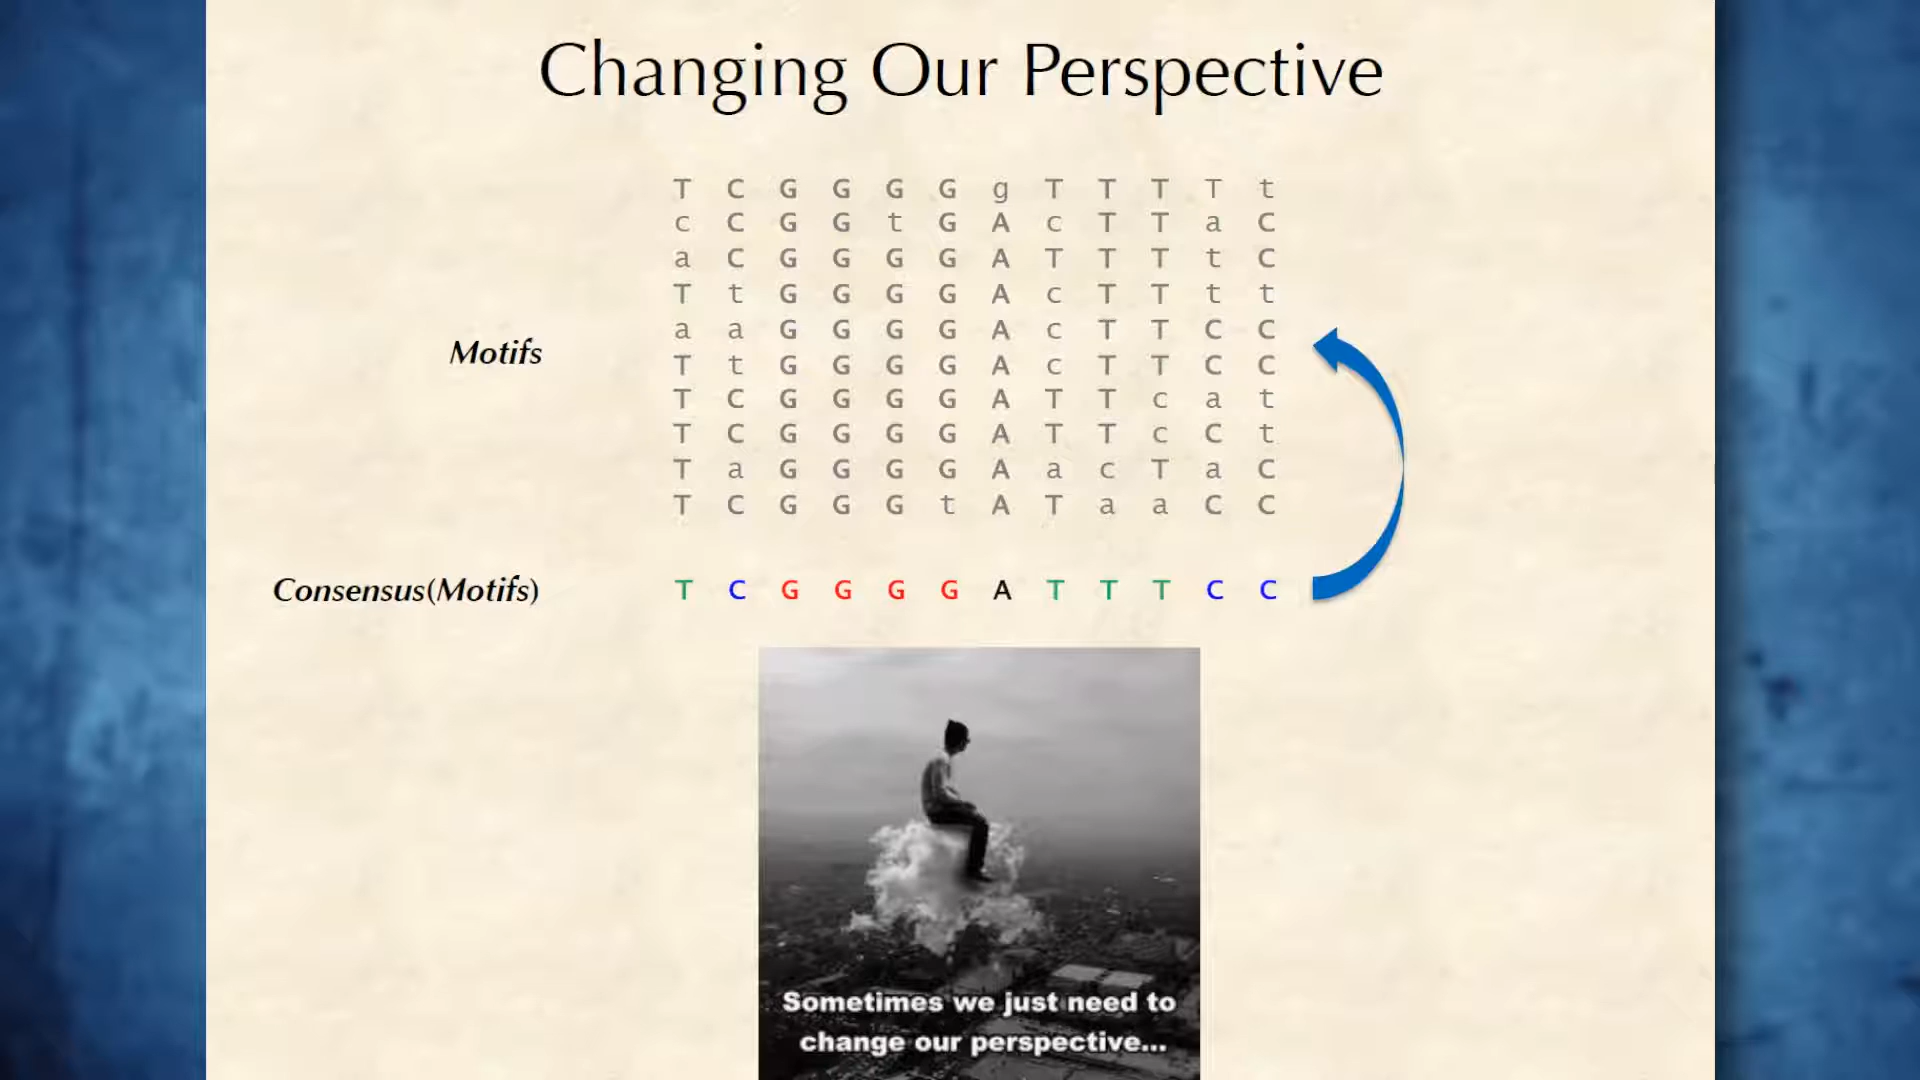 Changing Our Perspective
T C G G G G g T T T T t
c C G G t G A c T T a C
a C G G G G A T T T t C
T t G G G G A c T T t t
a a G G G G A c T T C C
T t G G G G A c T T C C
T C G G G G A T T c a t
T C G G G G A T T c C t
T a G G G G A a c T a C
T C G G G t A T a a C C
Motifs
Consensus(Motifs) T C G G G G A T T T C C
Sometimes we just need to
change our perspective...